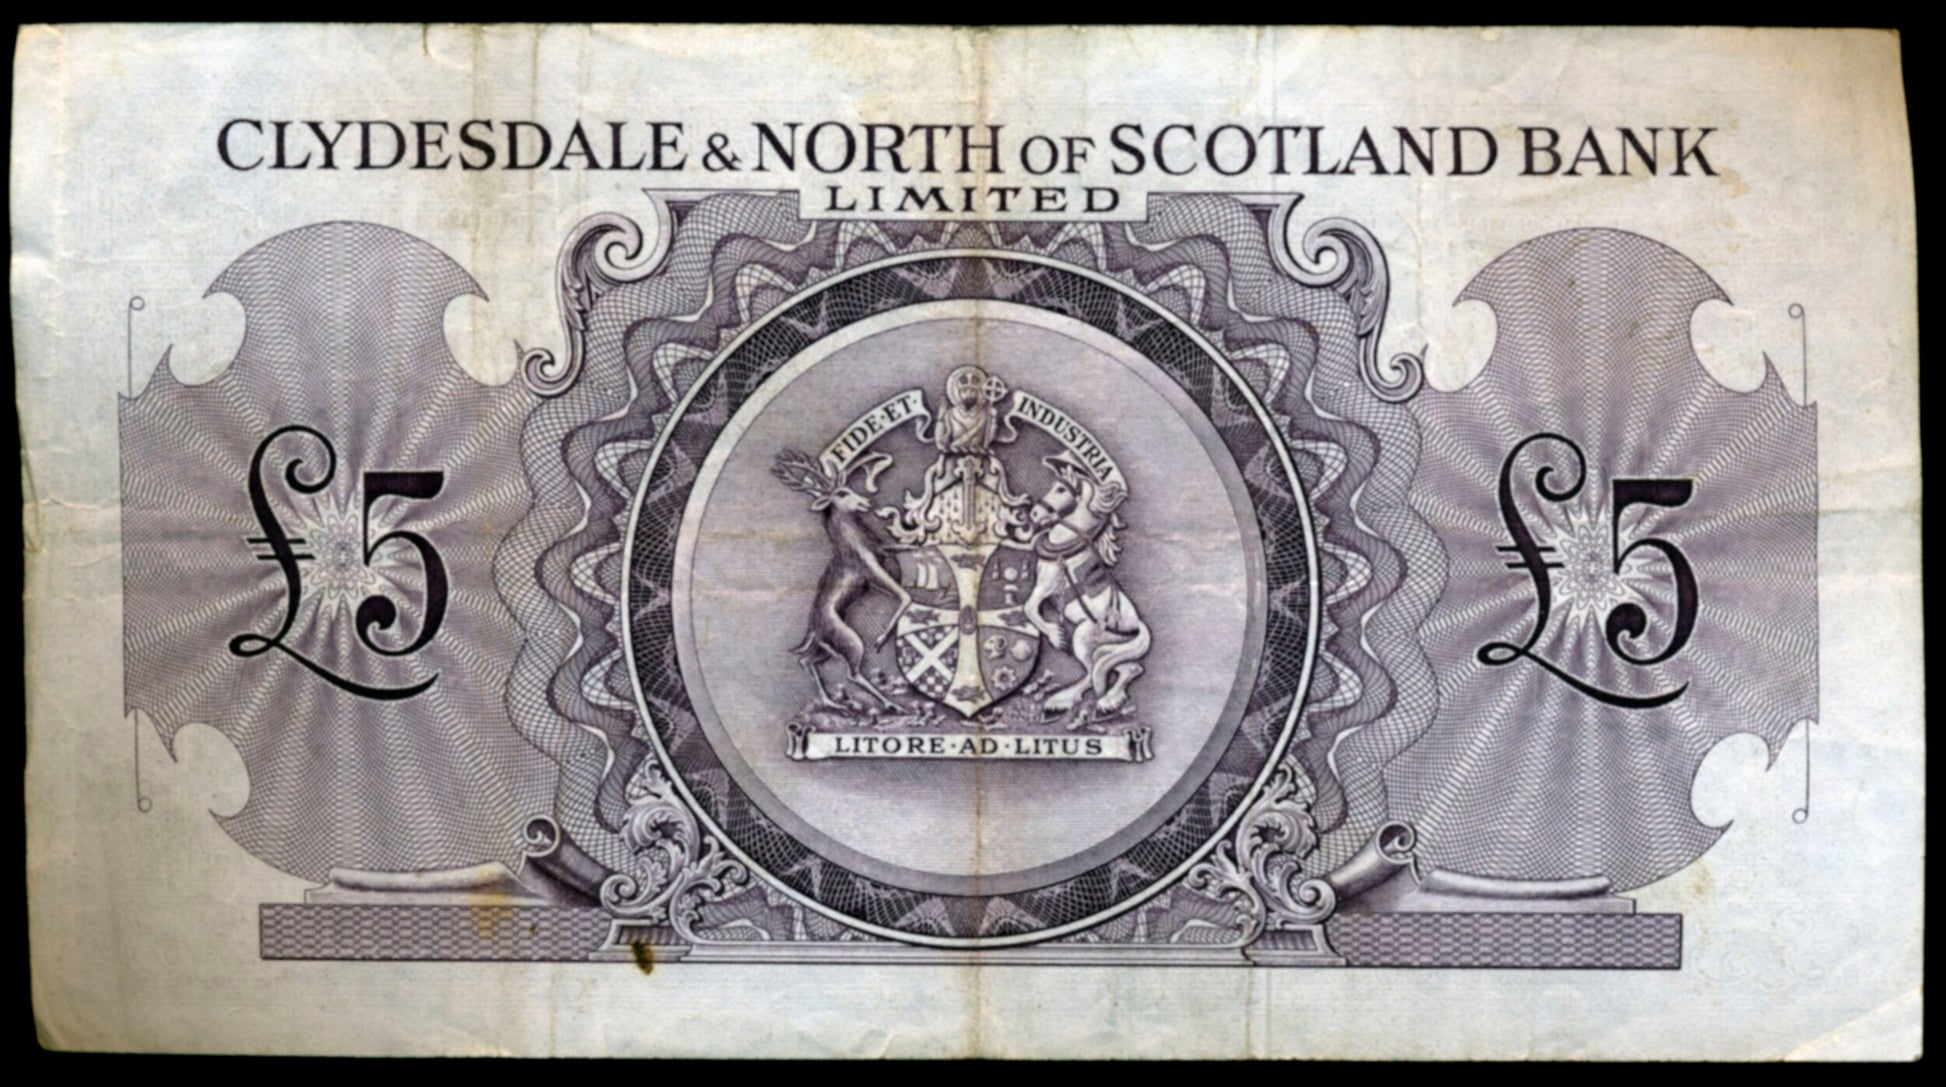 CLYDESDALE & NORTH OF SCOTLAND BANK
LIMITED
FIDE·ET· INDUSTRIA
£5 £5
LITORE·AD·LITUS